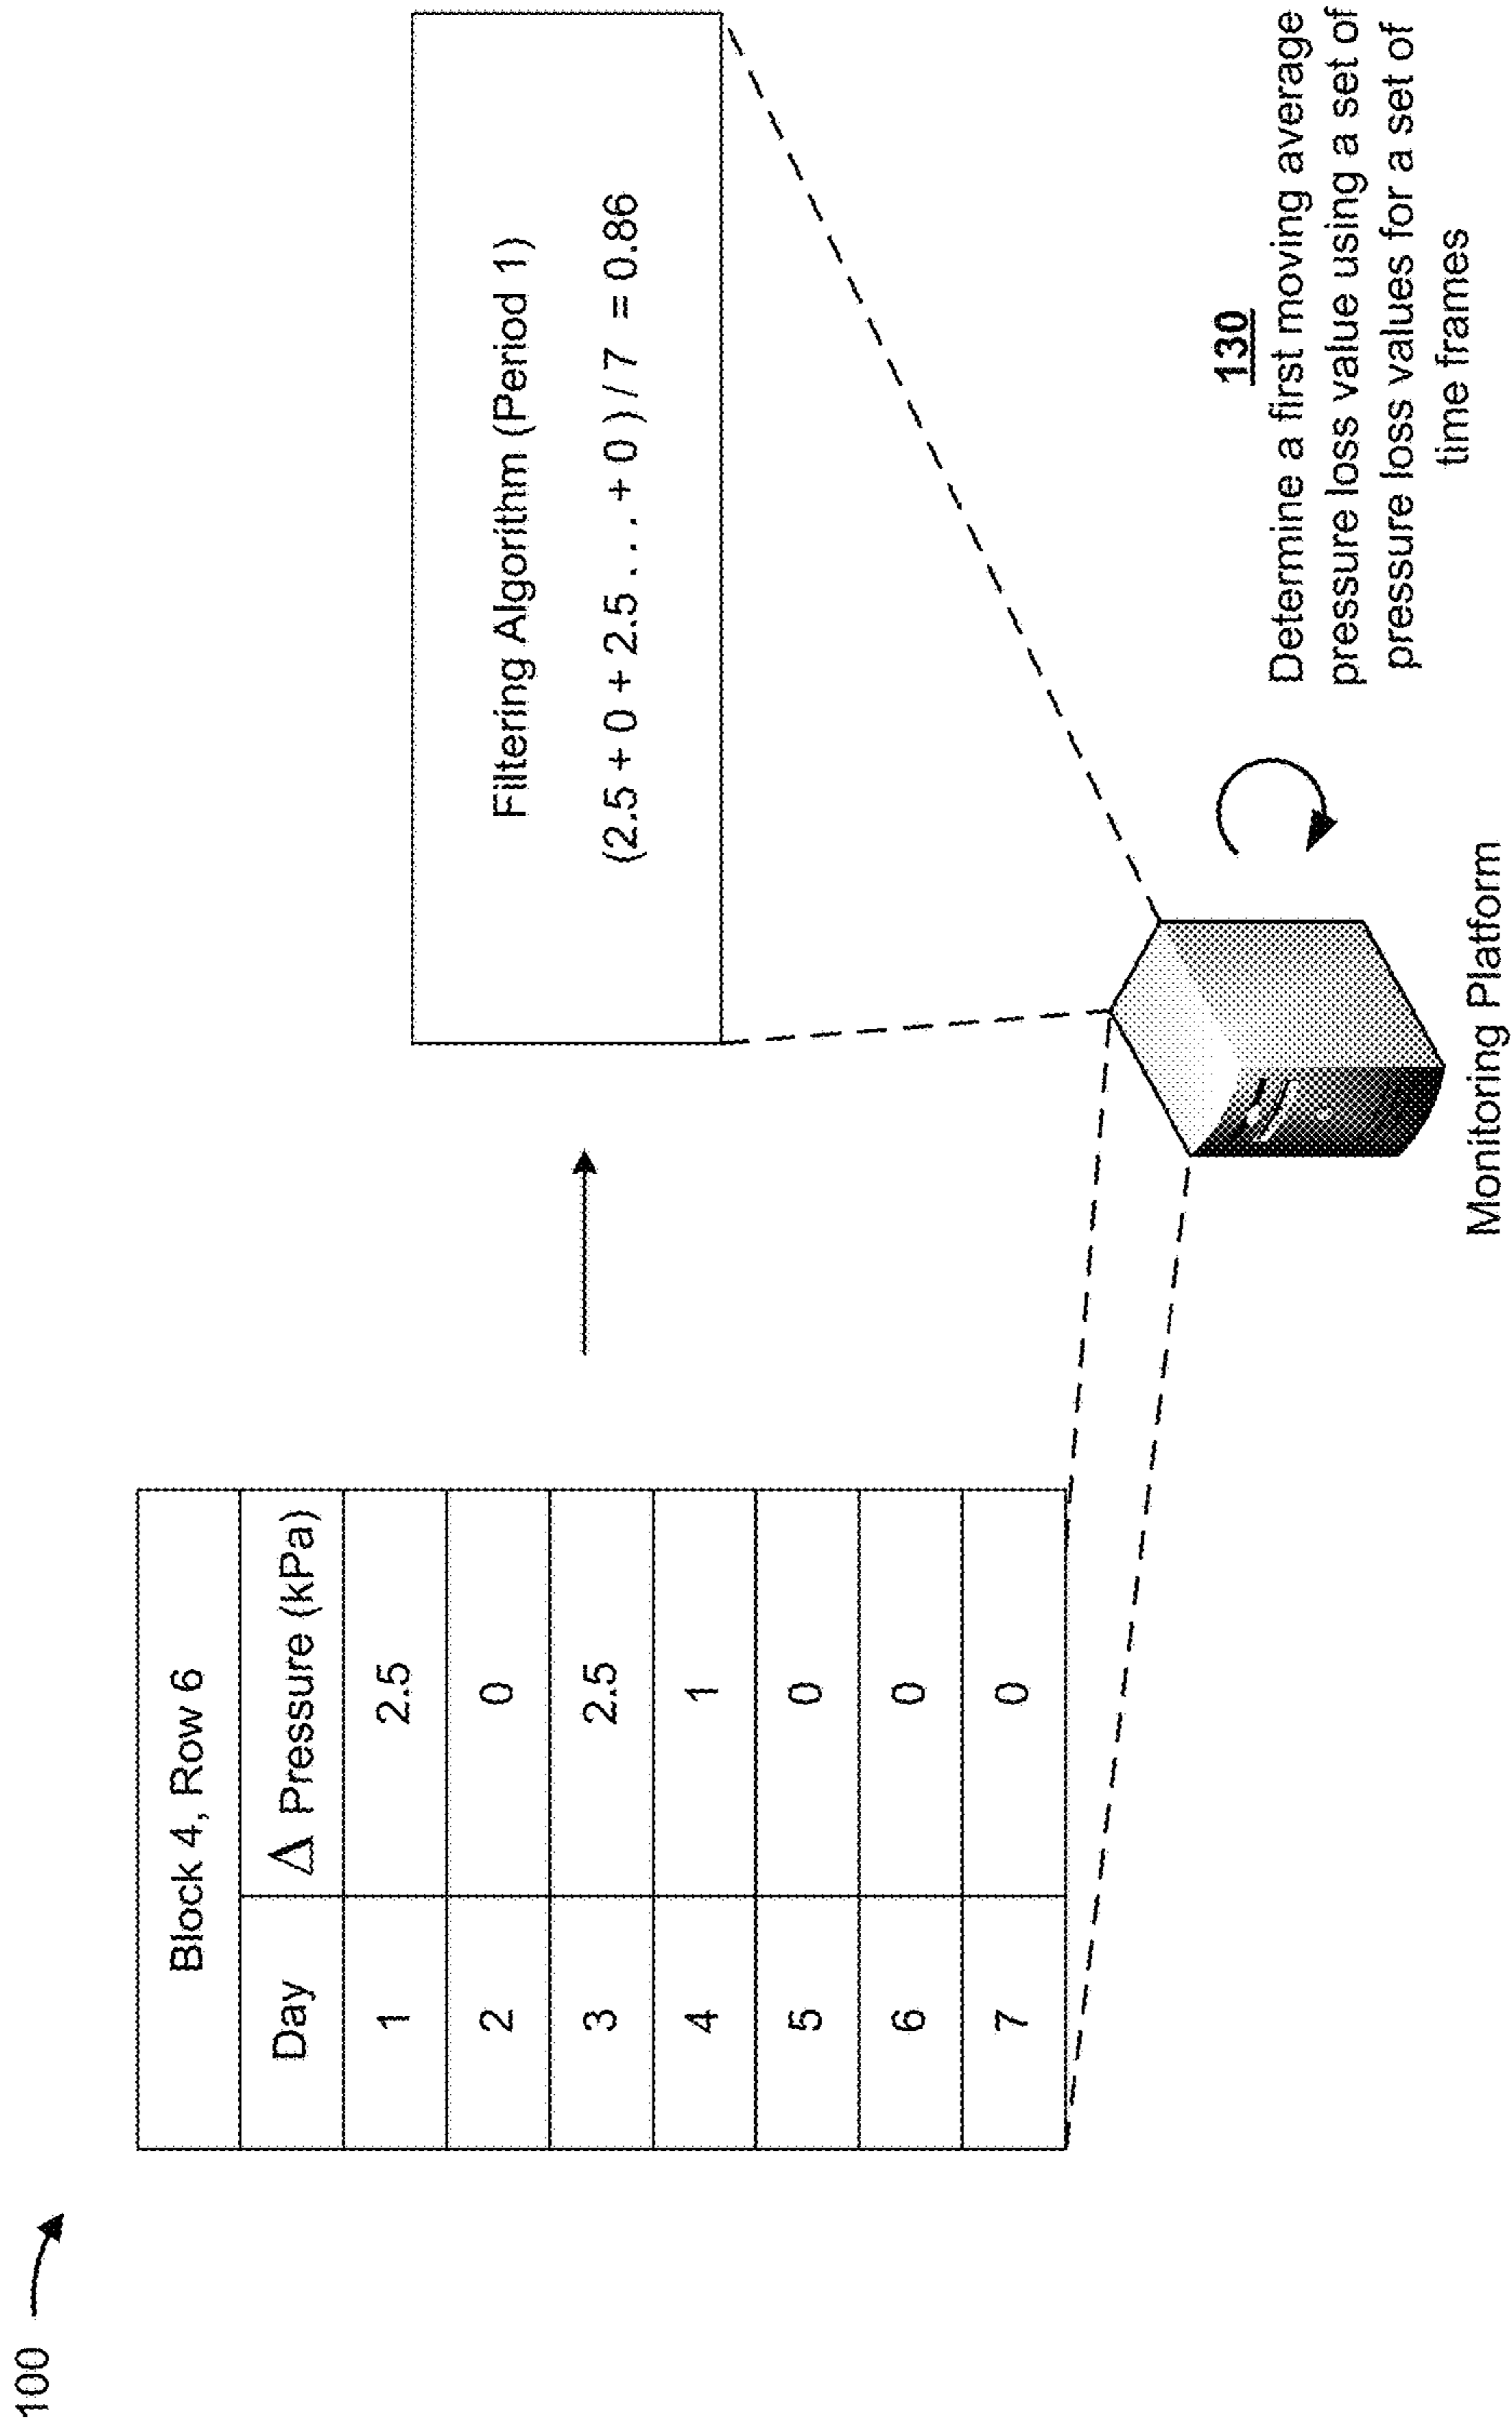 100
Block 4, Row 6
Day Δ Pressure (kPa)
1 2.5
2 0
3 2.5
4 1
5 0
6 0
7 0
Filtering Algorithm (Period 1)
(2.5 + 0 + 2.5 . . . + 0 ) / 7 = 0.86
Monitoring Platform
130
Determine a first moving average
pressure loss value using a set of
pressure loss values for a set of
time frames